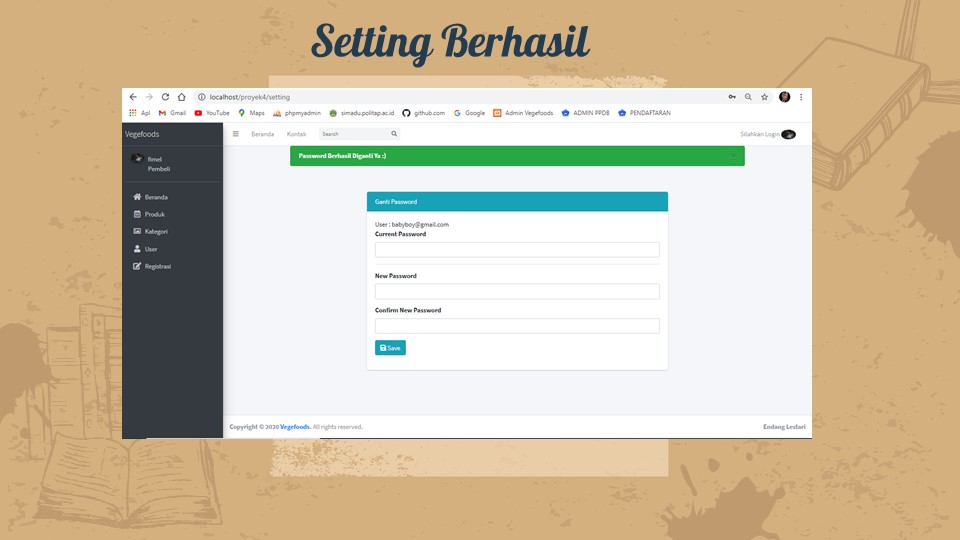 Setting Berhasil
localhost/proyek4/setting
Apl Gmail YouTube Maps phpmyadmin simadu.politap.ac.id github.com Google Admin Vegefoods ADMIN PPDB PENDAFTARAN
Vegefoods
Beranda Kontak Search Silahkan Login
fimel
Pembeli
Password Berhasil Diganti Ya :)
Beranda
Produk
Kategori
User
Registrasi
Ganti Password
User : babyboy@gmail.com
Current Password
New Password
Confirm New Password
Save
Copyright © 2020 Vegefoods. All rights reserved. Endang Lestari